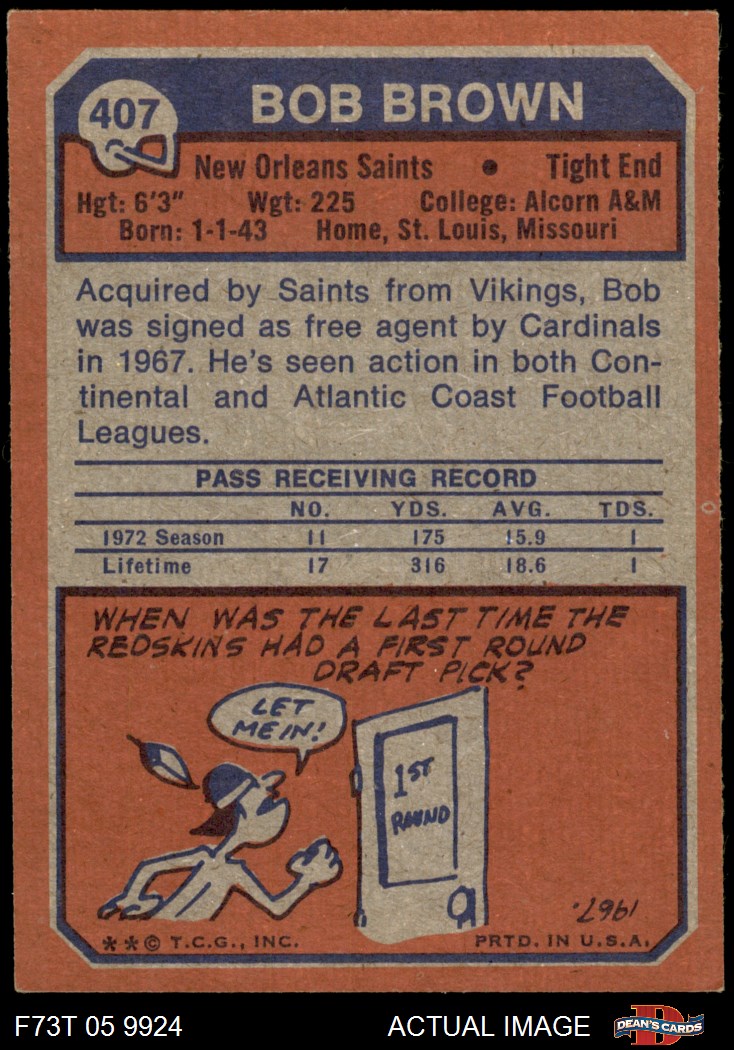 407
BOB BROWN
New Orleans Saints • Tight End
Hgt: 6'3" Wgt: 225 College: Alcorn A&M
Born: 1-1-43 Home, St. Louis, Missouri
Acquired by Saints from Vikings, Bob
was signed as free agent by Cardinals
in 1967. He's seen action in both Con-
tinental and Atlantic Coast Football
Leagues.
PASS RECEIVING RECORD
NO. YDS. AVG. TDS.
1972 Season 11 175 15.9 1
Lifetime 17 316 18.6 1
WHEN WAS THE LAST TIME THE
REDSKINS HAD A FIRST ROUND
DRAFT PICK?
LET
ME IN!
1ST
ROUND
1967.
**© T.C.G., INC. PRTD. IN U.S.A.
F73T 05 9924 ACTUAL IMAGE
D
DEAN'S CARDS